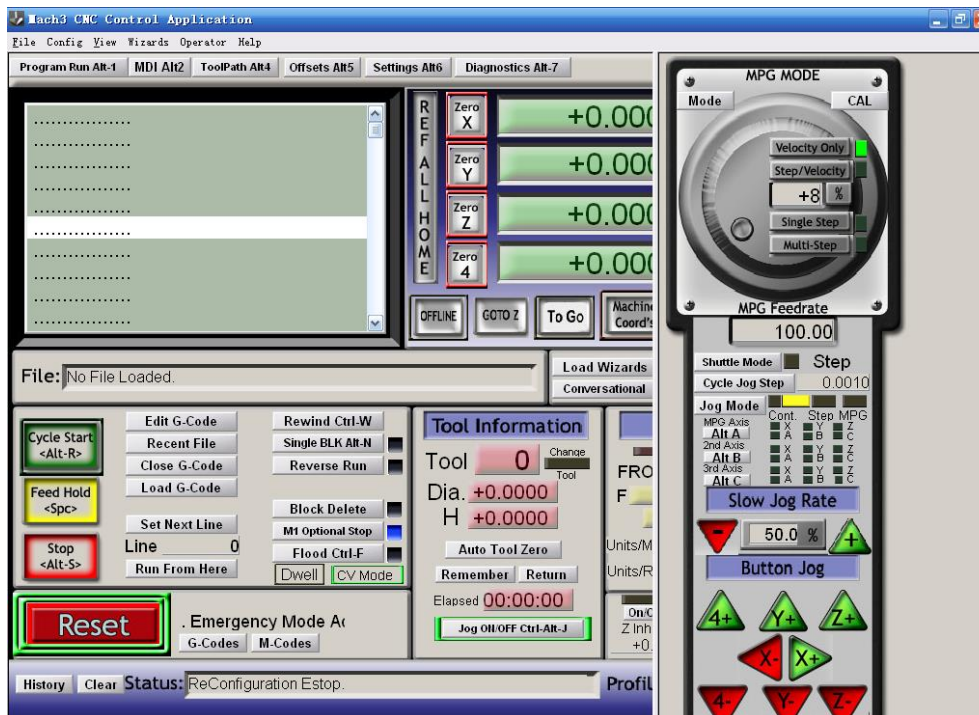 Mach3 CNC Control Application
File Config View Wizards Operator Help
Program Run Alt-1 MDI Alt2 ToolPath Alt4 Offsets Alt5 Settings Alt6 Diagnostics Alt-7
REF ALL HOME
Zero X +0.000
Zero Y +0.000
Zero Z +0.000
Zero 4 +0.000
OFFLINE GOTO Z To Go Machine Coord's
File: No File Loaded.
Load Wizards
Conversational
Cycle Start <Alt-R>
Feed Hold <Spc>
Stop <Alt-S>
Edit G-Code
Recent File
Close G-Code
Load G-Code
Set Next Line
Line 0
Run From Here
Rewind Ctrl-W
Single BLK Alt-N
Reverse Run
Block Delete
M1 Optional Stop
Flood Ctrl-F
Dwell CV Mode
Tool Information
Tool 0 Change Tool
Dia. +0.0000
H +0.0000
Auto Tool Zero
Remember Return
Elapsed 00:00:00
Jog ON/OFF Ctrl-Alt-J
FRO
F
Units/M
Units/R
On/O
Z Inh
+0.
Reset
. Emergency Mode Ac
G-Codes M-Codes
History Clear Status: ReConfiguration Estop.
Profil
MPG MODE
Mode CAL
Velocity Only
Step/Velocity
+8 %
Single Step
Multi-Step
MPG Feedrate
100.00
Shuttle Mode Step
Cycle Jog Step 0.0010
Jog Mode Cont. Step MPG
MPG Axis X Y Z
Alt A A B C
2nd Axis X Y Z
Alt B A B C
3rd Axis X Y Z
Alt C A B C
Slow Jog Rate
- 50.0 % +
Button Jog
4+ Y+ Z+
X- X+
4- Y- Z-